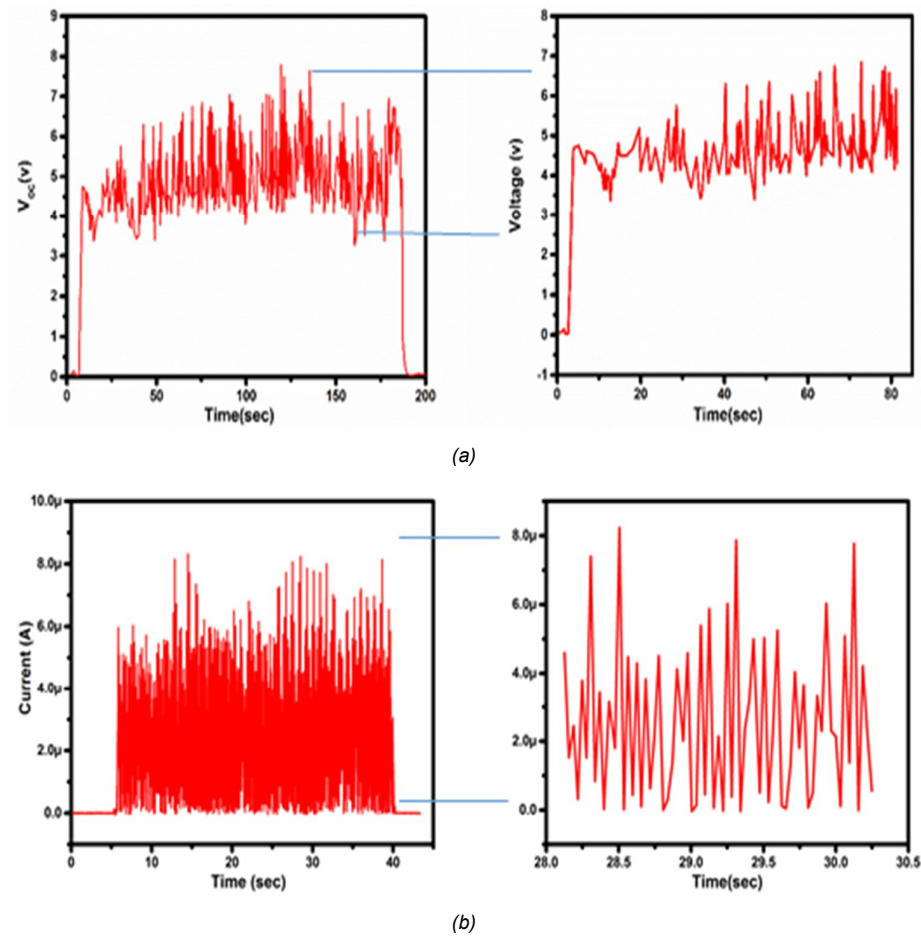 9
8
7
6
5
4
3
2
1
0
V_oc(v)
0
50
100
150
200
Time(sec)
8
7
6
5
4
3
2
1
0
-1
Voltage (v)
0
20
40
60
80
Time(sec)
(a)
10.0μ
8.0μ
6.0μ
4.0μ
2.0μ
0.0
Current (A)
0
10
20
30
40
Time (sec)
8.0μ
6.0μ
4.0μ
2.0μ
0.0
28.0
28.5
29.0
29.5
30.0
30.5
Time(sec)
(b)